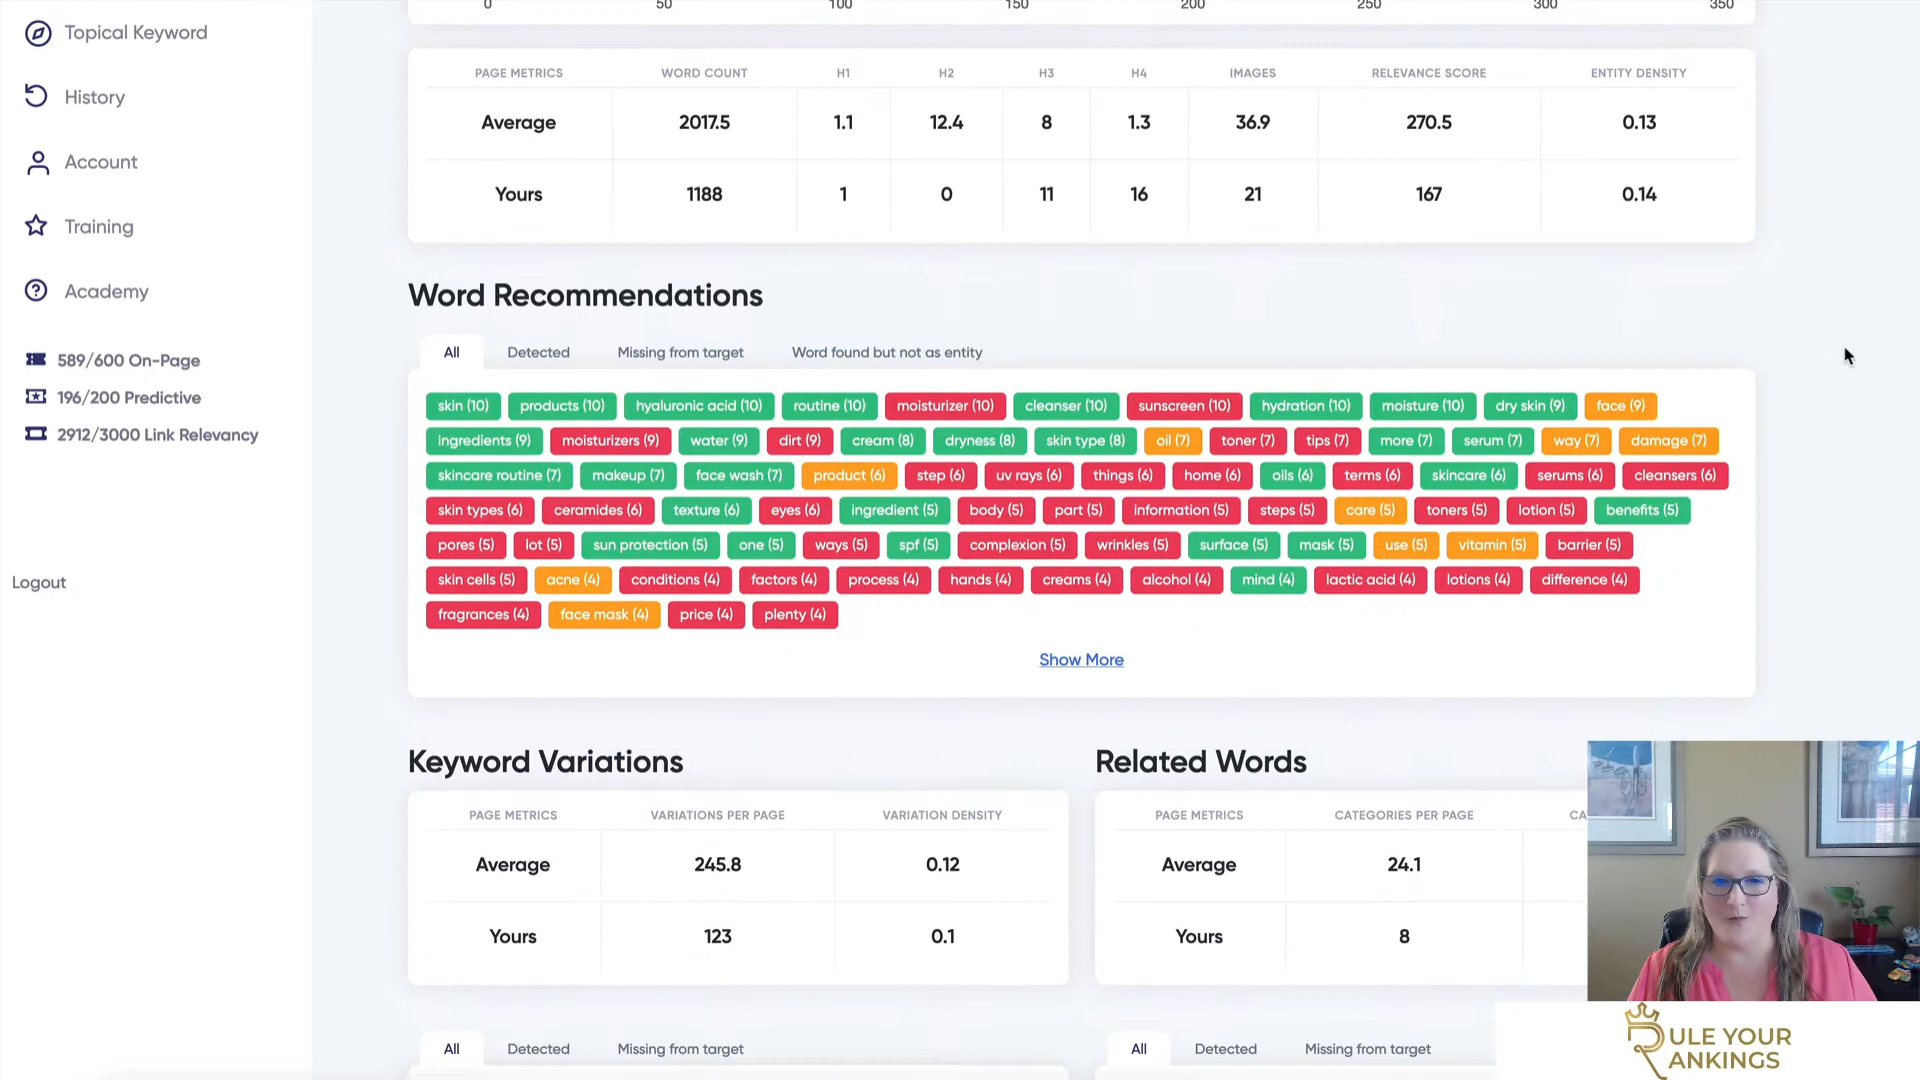 0 50 100 150 200 250 300 350
Topical Keyword
History
Account
Training
Academy
589/600 On-Page
196/200 Predictive
2912/3000 Link Relevancy
Logout
PAGE METRICS WORD COUNT H1 H2 H3 H4 IMAGES RELEVANCE SCORE ENTITY DENSITY
Average 2017.5 1.1 12.4 8 1.3 36.9 270.5 0.13
Yours 1188 1 0 11 16 21 167 0.14
Word Recommendations
All Detected Missing from target Word found but not as entity
skin (10) products (10) hyaluronic acid (10) routine (10) moisturizer (10) cleanser (10) sunscreen (10) hydration (10) moisture (10) dry skin (9) face (9)
ingredients (9) moisturizers (9) water (9) dirt (9) cream (8) dryness (8) skin type (8) oil (7) toner (7) tips (7) more (7) serum (7) way (7) damage (7)
skincare routine (7) makeup (7) face wash (7) product (6) step (6) uv rays (6) things (6) home (6) oils (6) terms (6) skincare (6) serums (6) cleansers (6)
skin types (6) ceramides (6) texture (6) eyes (6) ingredient (5) body (5) part (5) information (5) steps (5) care (5) toners (5) lotion (5) benefits (5)
pores (5) lot (5) sun protection (5) one (5) ways (5) spf (5) complexion (5) wrinkles (5) surface (5) mask (5) use (5) vitamin (5) barrier (5)
skin cells (5) acne (4) conditions (4) factors (4) process (4) hands (4) creams (4) alcohol (4) mind (4) lactic acid (4) lotions (4) difference (4)
fragrances (4) face mask (4) price (4) plenty (4)
Show More
Keyword Variations
PAGE METRICS VARIATIONS PER PAGE VARIATION DENSITY
Average 245.8 0.12
Yours 123 0.1
All Detected Missing from target
Related Words
PAGE METRICS CATEGORIES PER PAGE CA
Average 24.1
Yours 8
All Detected Missing from target
RULE YOUR
RANKINGS